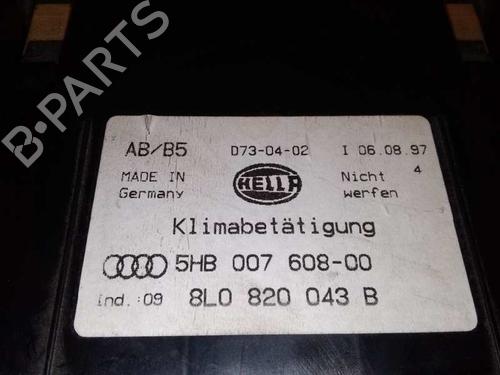 B-PARTS
AB/B5 D73-04-02 I 06.08.97
MADE IN Germany HELLA Nicht 4 werfen
Klimabetätigung
5HB 007 608-00
ind.:09 8L0 820 043 B